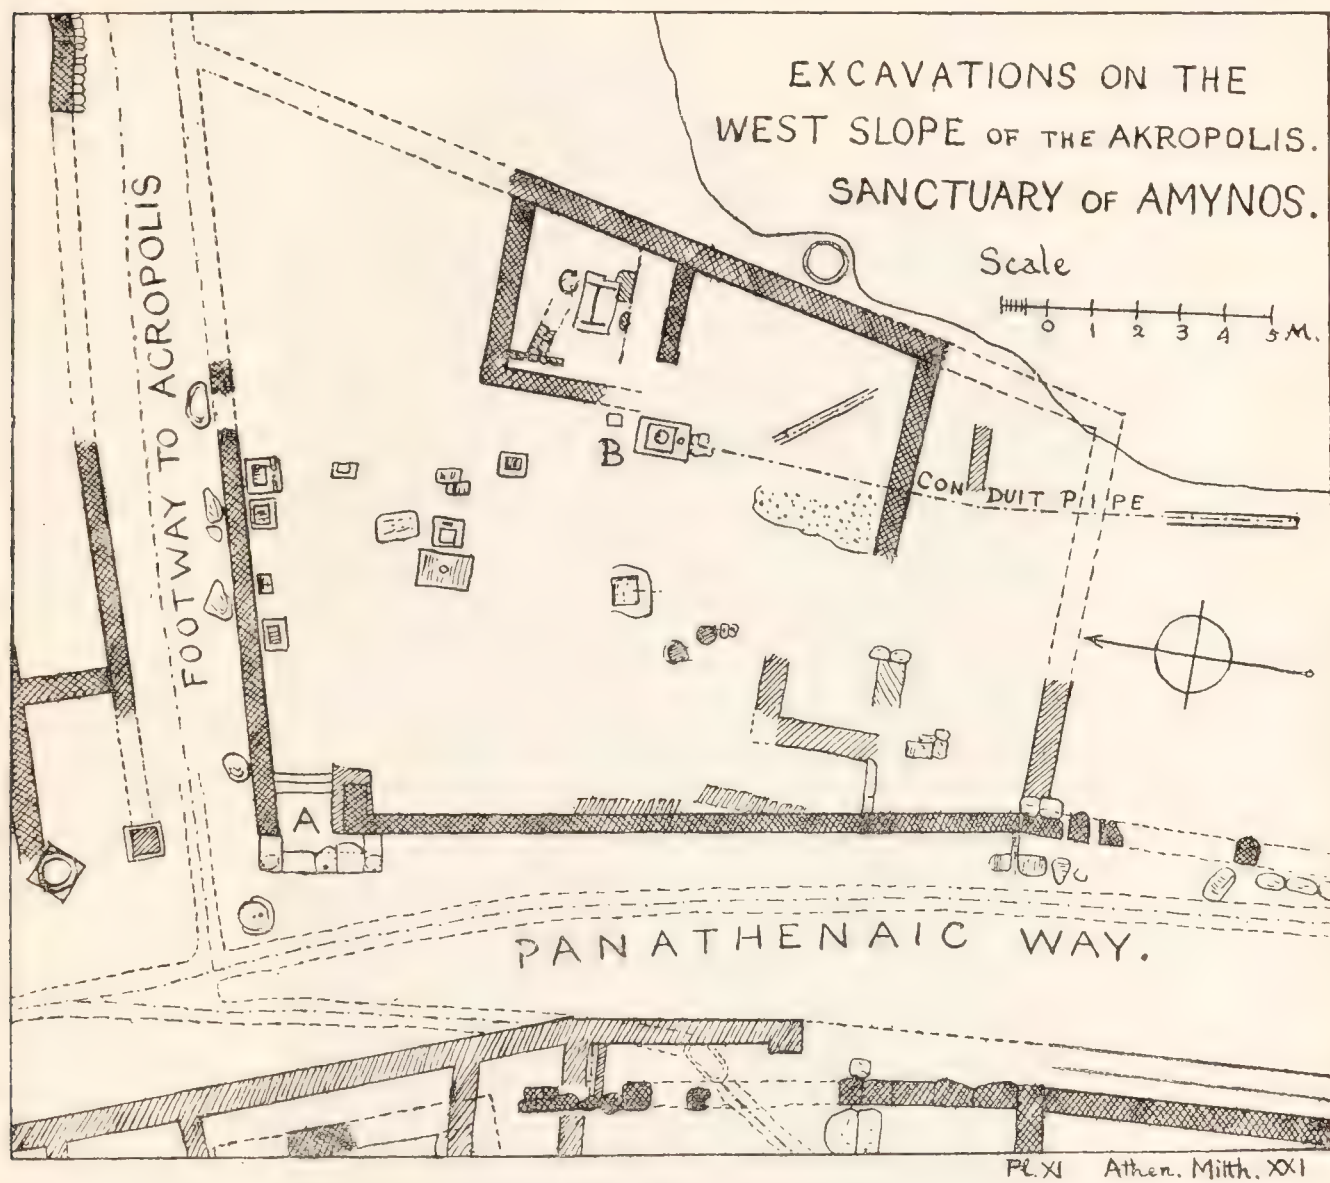 EXCAVATIONS ON THE
WEST SLOPE OF THE AKROPOLIS.
SANCTUARY OF AMYNOS.
Scale
0 1 2 3 4 5 M.
FOOTWAY TO ACROPOLIS
C
B
CONDUIT PIPE
A
PANATHENAIC WAY.
Pl. XI Athen. Mitth. XXI